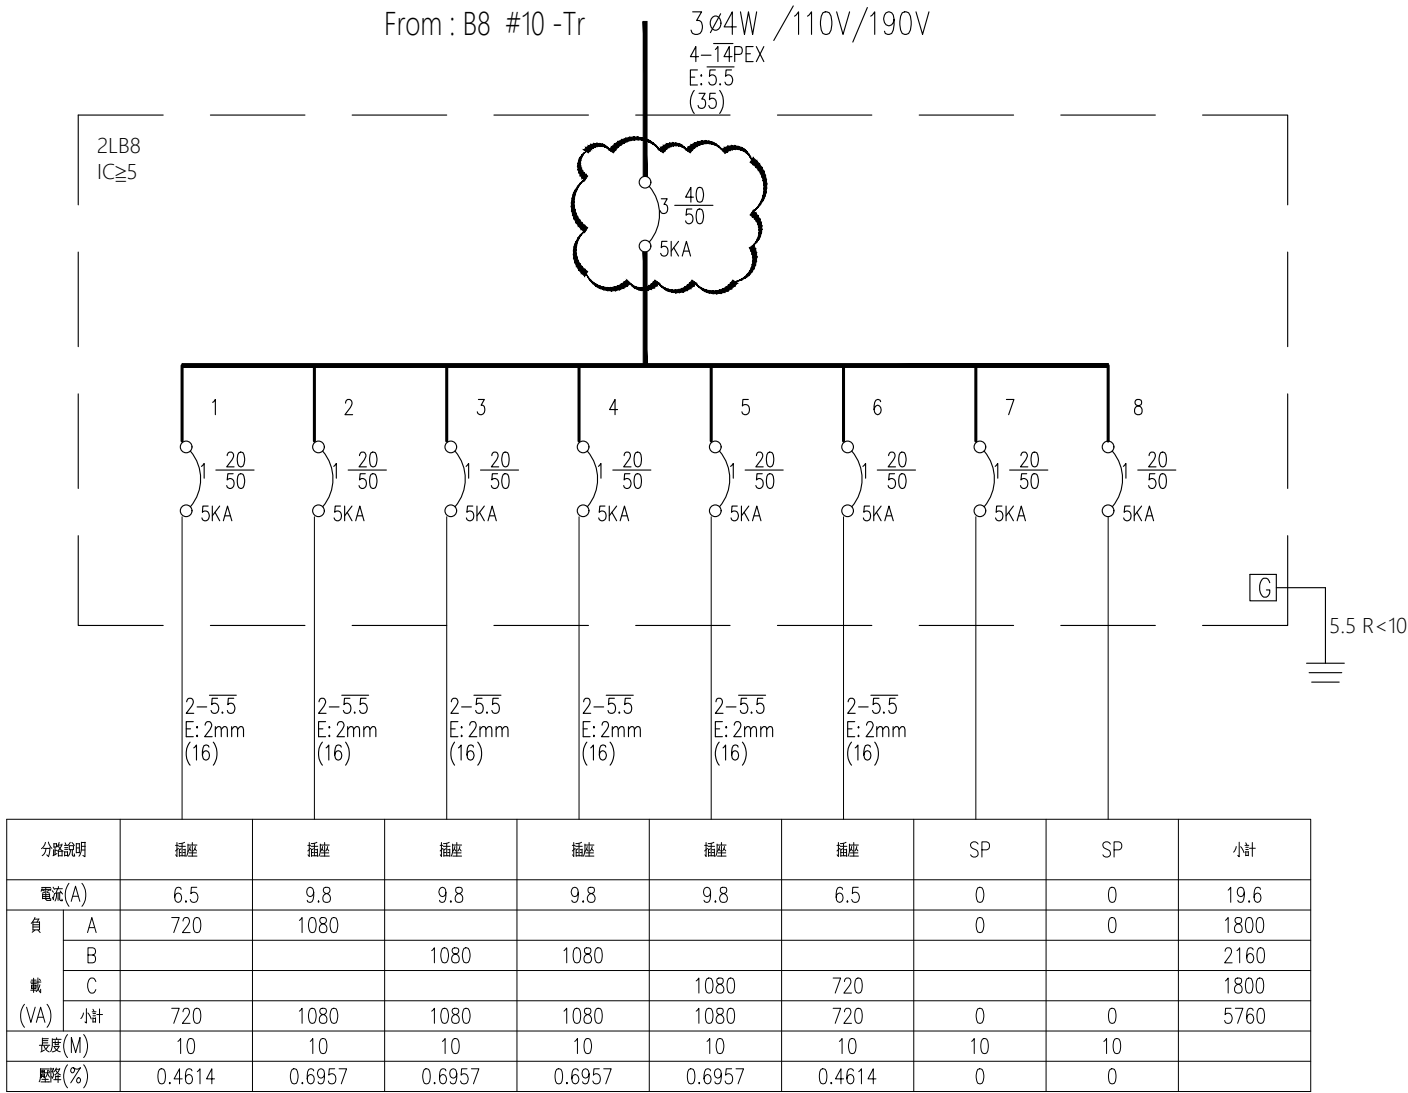 From : B8 #10 -Tr
3ø4W /110V/190V
4-14PEX
E: 5.5
(35)
2LB8
IC≧5
3 40/50
5KA
1 2 3 4 5 6 7 8
1 20/50 1 20/50 1 20/50 1 20/50 1 20/50 1 20/50 1 20/50 1 20/50
5KA 5KA 5KA 5KA 5KA 5KA 5KA 5KA
G
5.5 R<10
2-5.5 2-5.5 2-5.5 2-5.5 2-5.5 2-5.5
E: 2mm E: 2mm E: 2mm E: 2mm E: 2mm E: 2mm
(16) (16) (16) (16) (16) (16)
分路說明 插座 插座 插座 插座 插座 插座 SP SP 小計
電流(A) 6.5 9.8 9.8 9.8 9.8 6.5 0 0 19.6
負 A 720 1080 0 0 1800
B 1080 1080 2160
載 C 1080 720 1800
(VA) 小計 720 1080 1080 1080 1080 720 0 0 5760
長度(M) 10 10 10 10 10 10 10 10
壓降(%) 0.4614 0.6957 0.6957 0.6957 0.6957 0.4614 0 0